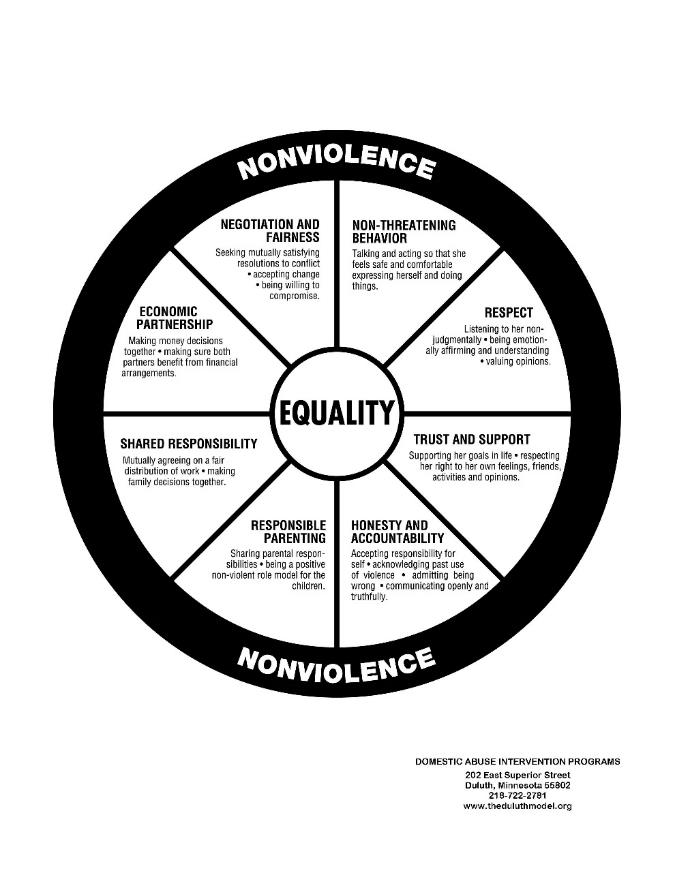 NONVIOLENCE
NEGOTIATION AND
FAIRNESS
Seeking mutually satisfying
resolutions to conflict
• accepting change
• being willing to
compromise.
NON-THREATENING
BEHAVIOR
Talking and acting so that she
feels safe and comfortable
expressing herself and doing
things.
ECONOMIC
PARTNERSHIP
Making money decisions
together • making sure both
partners benefit from financial
arrangements.
RESPECT
Listening to her non-
judgmentally • being emotion-
ally affirming and understanding
• valuing opinions.
EQUALITY
SHARED RESPONSIBILITY
Mutually agreeing on a fair
distribution of work • making
family decisions together.
TRUST AND SUPPORT
Supporting her goals in life • respecting
her right to her own feelings, friends,
activities and opinions.
RESPONSIBLE
PARENTING
Sharing parental respon-
sibilities • being a positive
non-violent role model for the
children.
HONESTY AND
ACCOUNTABILITY
Accepting responsibility for
self • acknowledging past use
of violence • admitting being
wrong • communicating openly and
truthfully.
NONVIOLENCE
DOMESTIC ABUSE INTERVENTION PROGRAMS
202 East Superior Street
Duluth, Minnesota 55802
218-722-2781
www.theduluthmodel.org